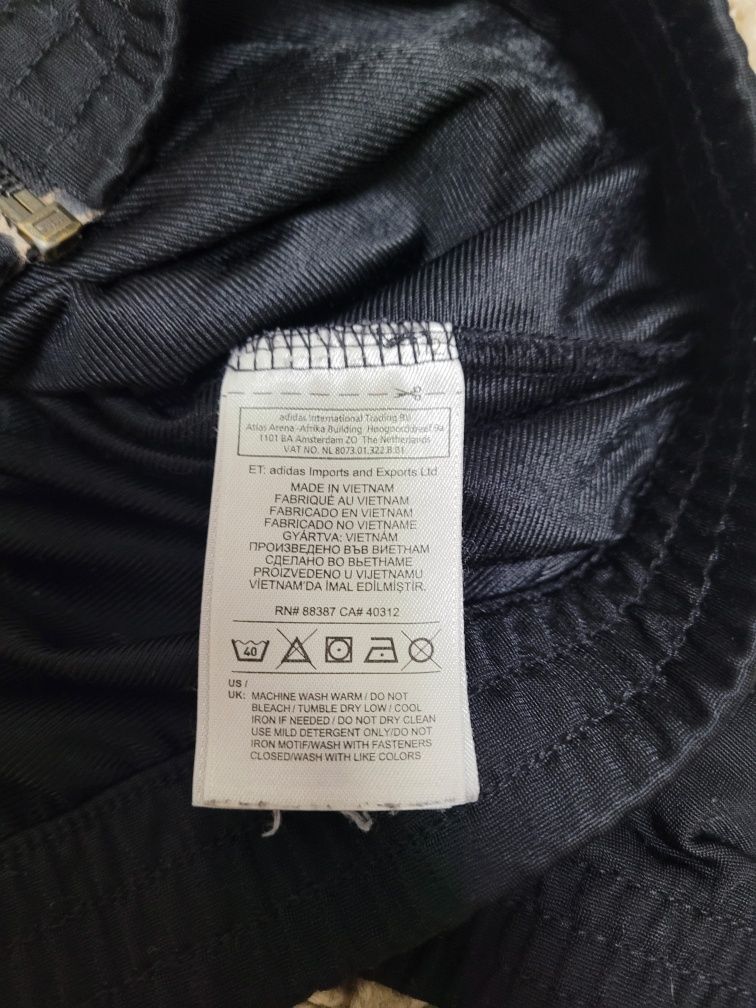 adidas International Trading BV
Atlas Arena -Afrika Building Hoogoorddreef 9a
1101 BA Amsterdam ZO The Netherlands
VAT NO. NL 8073.01.322.B.01
ET: adidas Imports and Exports Ltd
MADE IN VIETNAM
FABRIQUÉ AU VIETNAM
FABRICADO EN VIETNAM
FABRICADO NO VIETNAME
GYÁRTVA: VIETNÁM
ПРОИЗВЕДЕНО ВЪВ ВИЕТНАМ
СДЕЛАНО ВО ВЬЕТНАМЕ
PROIZVEDENO U VIJETNAMU
VİETNAM'DA İMAL EDİLMİŞTİR.
RN# 88387 CA# 40312
40
US /
UK: MACHINE WASH WARM / DO NOT
BLEACH / TUMBLE DRY LOW / COOL
IRON IF NEEDED / DO NOT DRY CLEAN
USE MILD DETERGENT ONLY/DO NOT
IRON MOTIF/WASH WITH FASTENERS
CLOSED/WASH WITH LIKE COLORS